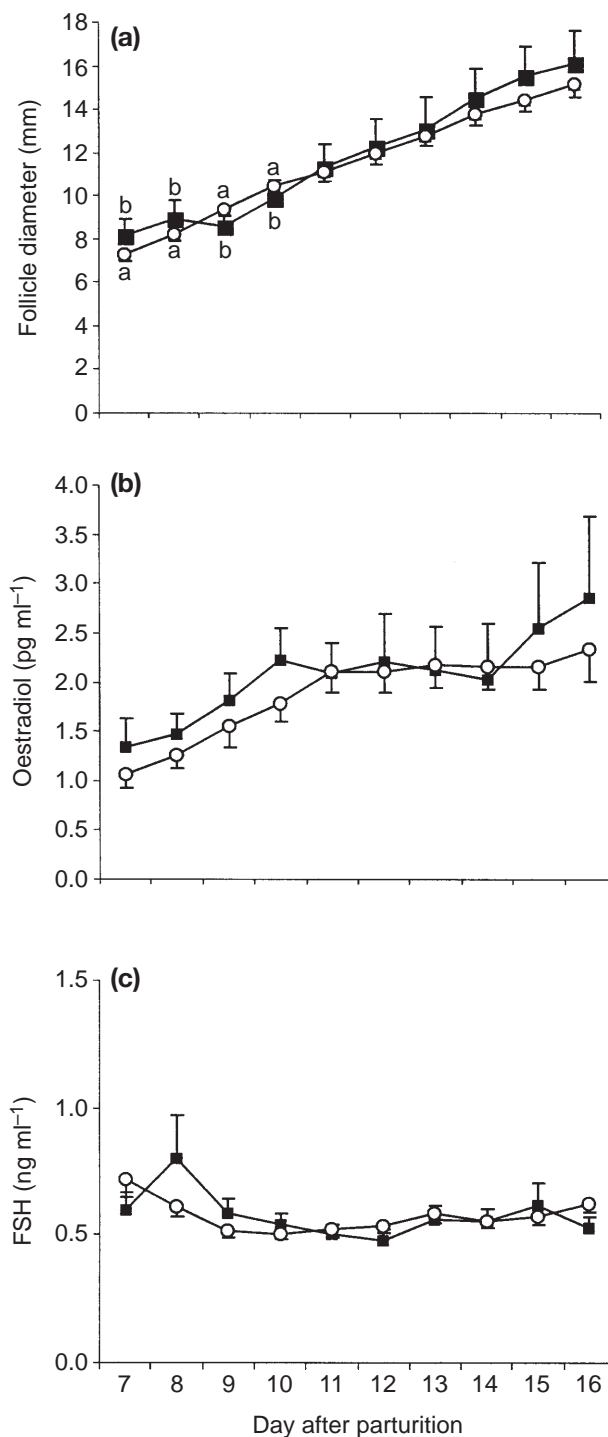 (a)
18
16
14
12
10
8
6
4
2
0
Follicle diameter (mm)
b b a a
a a b b
(b)
4.0
3.5
3.0
2.5
2.0
1.5
1.0
0.5
0.0
Oestradiol (pg ml⁻¹)
(c)
1.5
1.0
0.5
0.0
FSH (ng ml⁻¹)
7 8 9 10 11 12 13 14 15 16
Day after parturition